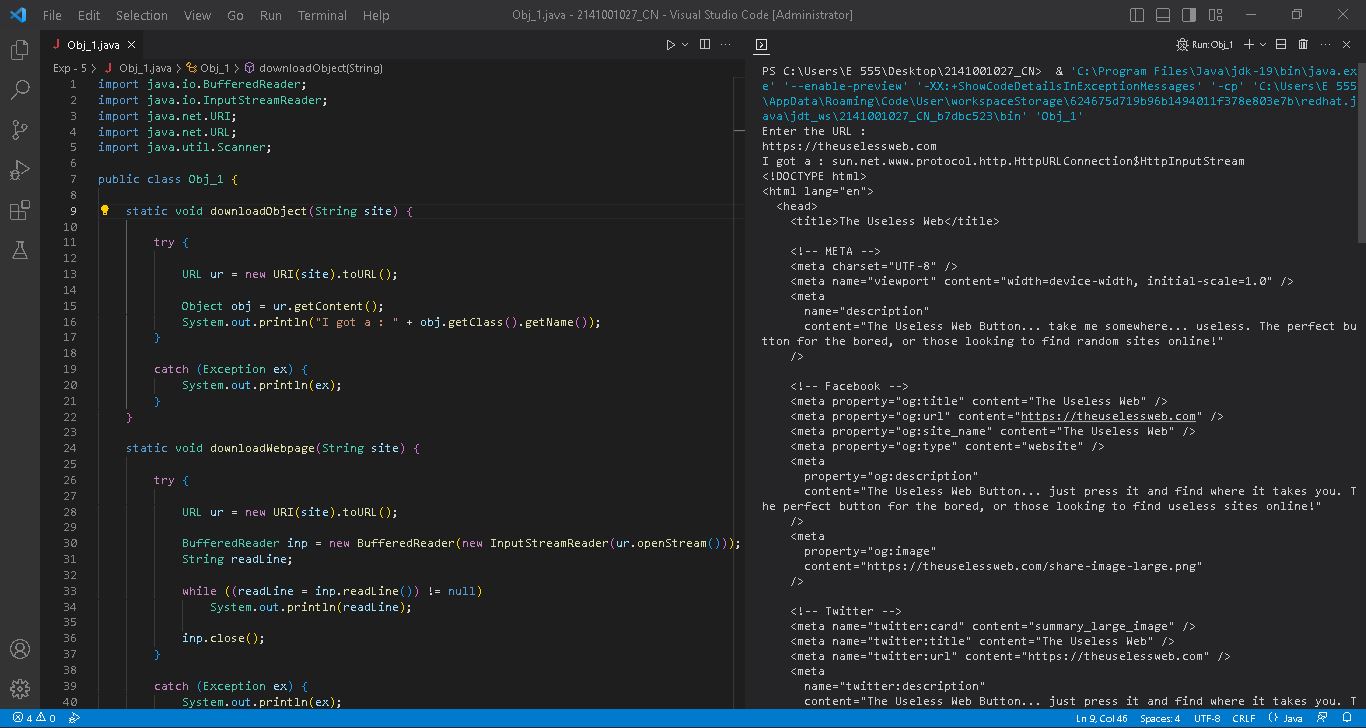 File Edit Selection View Go Run Terminal Help
Obj_1.java - 2141001027_CN - Visual Studio Code [Administrator]
J Obj_1.java
Exp - 5 > J Obj_1.java > Obj_1 > downloadObject(String)
1 import java.io.BufferedReader;
2 import java.io.InputStreamReader;
3 import java.net.URI;
4 import java.net.URL;
5 import java.util.Scanner;
6
7 public class Obj_1 {
8
9 static void downloadObject(String site) {
10
11 try {
12
13 URL ur = new URI(site).toURL();
14
15 Object obj = ur.getContent();
16 System.out.println("I got a : " + obj.getClass().getName());
17 }
18
19 catch (Exception ex) {
20 System.out.println(ex);
21 }
22 }
23
24 static void downloadWebpage(String site) {
25
26 try {
27
28 URL ur = new URI(site).toURL();
29
30 BufferedReader inp = new BufferedReader(new InputStreamReader(ur.openStream()));
31 String readLine;
32
33 while ((readLine = inp.readLine()) != null)
34 System.out.println(readLine);
35
36 inp.close();
37 }
38
39 catch (Exception ex) {
40 System.out.println(ex);
Run: Obj_1
PS C:\Users\E 555\Desktop\2141001027_CN> & 'C:\Program Files\Java\jdk-19\bin\java.ex
e' '--enable-preview' '-XX:+ShowCodeDetailsInExceptionMessages' '-cp' 'C:\Users\E 555
\AppData\Roaming\Code\User\workspaceStorage\624675d719b96b1494011f378e803e7b\redhat.j
ava\jdt_ws\2141001027_CN_b7dbc523\bin' 'Obj_1'
Enter the URL :
https://theuselessweb.com
I got a : sun.net.www.protocol.http.HttpURLConnection$HttpInputStream
<!DOCTYPE html>
<html lang="en">
<head>
<title>The Useless Web</title>
<!-- META -->
<meta charset="UTF-8" />
<meta name="viewport" content="width=device-width, initial-scale=1.0" />
<meta
name="description"
content="The Useless Web Button... take me somewhere... useless. The perfect bu
tton for the bored, or those looking to find random sites online!"
/>
<!-- Facebook -->
<meta property="og:title" content="The Useless Web" />
<meta property="og:url" content="https://theuselessweb.com" />
<meta property="og:site_name" content="The Useless Web" />
<meta property="og:type" content="website" />
<meta
property="og:description"
content="The Useless Web Button... just press it and find where it takes you. T
he perfect button for the bored, or those looking to find useless sites online!"
/>
<meta
property="og:image"
content="https://theuselessweb.com/share-image-large.png"
/>
<!-- Twitter -->
<meta name="twitter:card" content="summary_large_image" />
<meta name="twitter:title" content="The Useless Web" />
<meta name="twitter:url" content="https://theuselessweb.com" />
<meta
name="twitter:description"
content="The Useless Web Button... just press it and find where it takes you. T
4 0
Ln 9, Col 46 Spaces: 4 UTF-8 CRLF {} Java